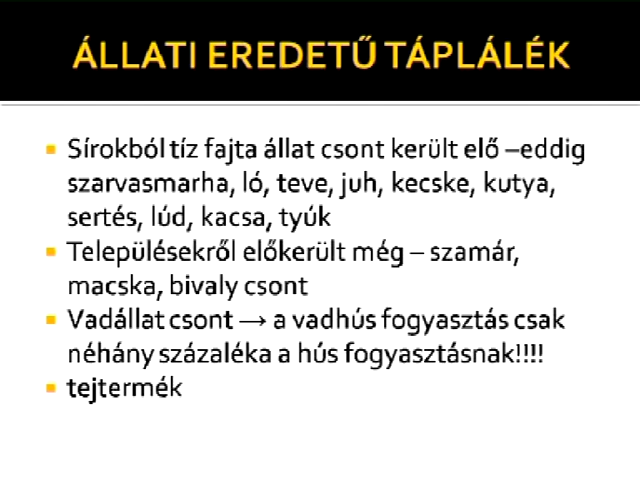 ÁLLATI EREDETŰ TÁPLÁLÉK
Sírokból tíz fajta állat csont került elő –eddig
szarvasmarha, ló, teve, juh, kecske, kutya,
sertés, lúd, kacsa, tyúk
Településekről előkerült még – szamár,
macska, bivaly csont
Vadállat csont → a vadhús fogyasztás csak
néhány százaléka a hús fogyasztásnak!!!!
tejtermék